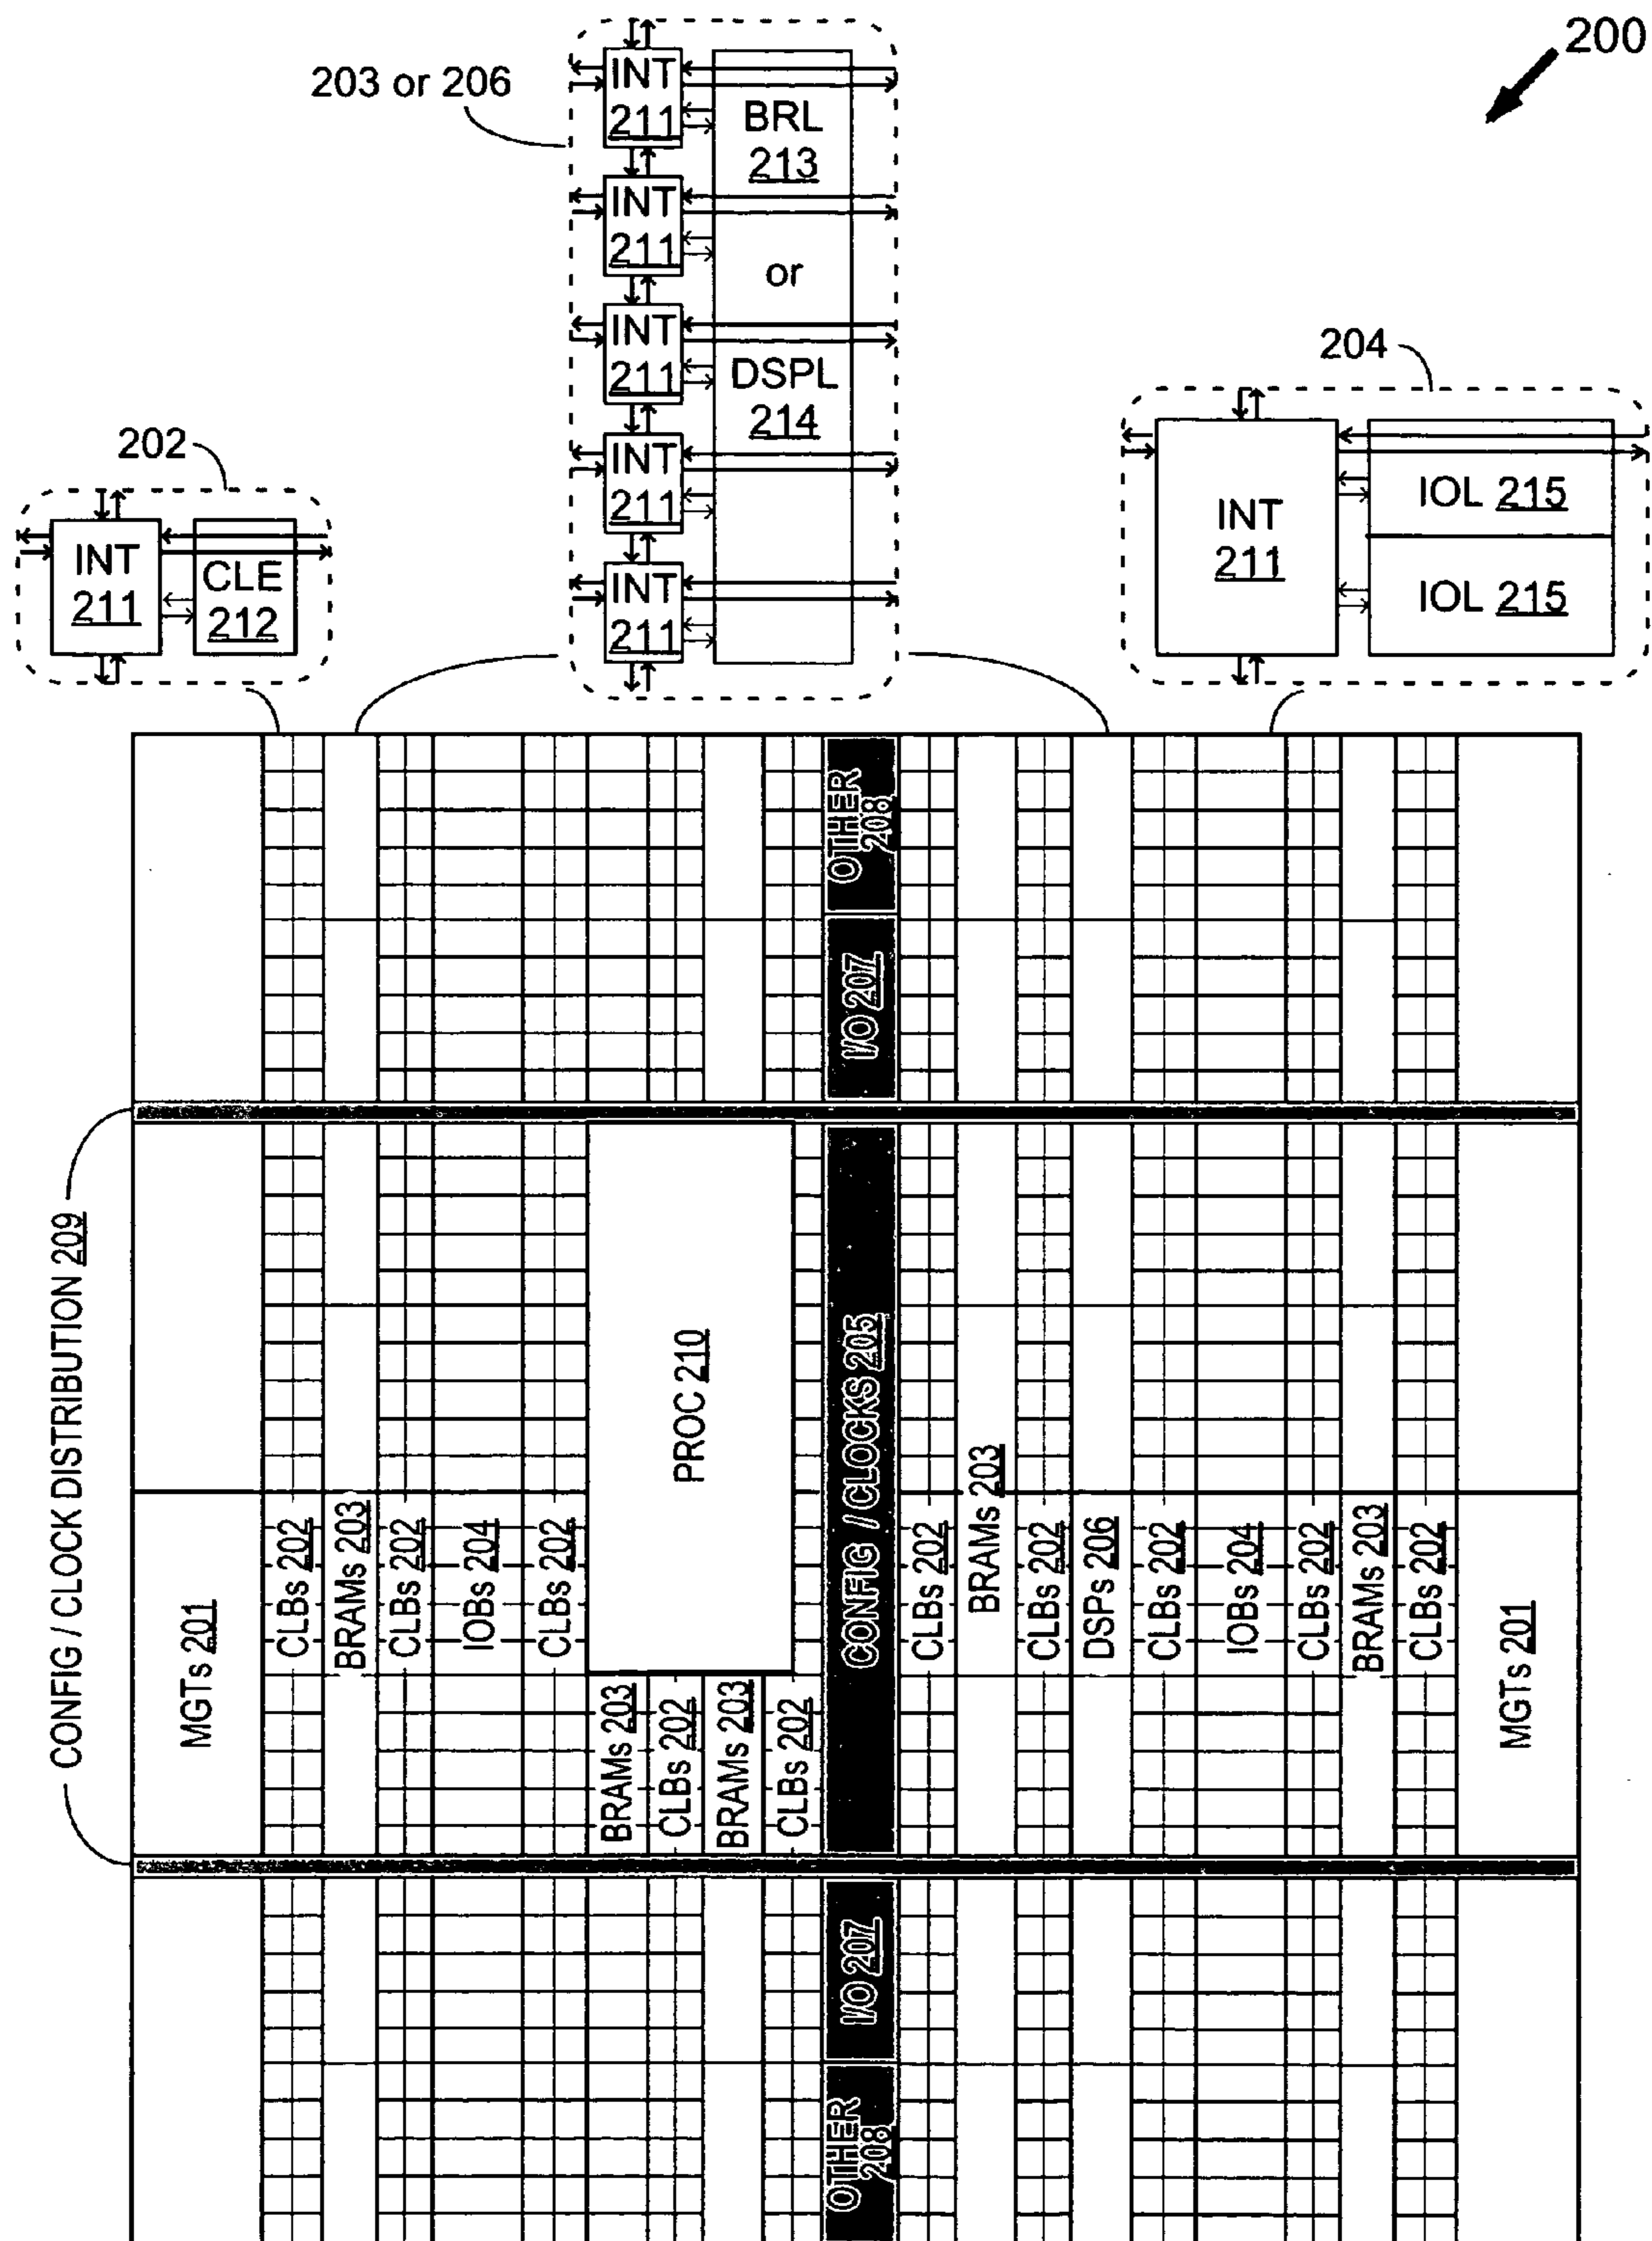 200
203 or 206
INT
211
INT
211
INT
211
INT
211
INT
211
BRL
213
or
DSPL
214
204
INT
211
IOL 215
IOL 215
202
INT
211
CLE
212
OTHER
208
I/O 207
CONFIG / CLOCK DISTRIBUTION 209
PROC 210
CONFIG / CLOCKS 205
MGTs 201
CLBs 202
BRAMs 203
CLBs 202
IOBs 204
CLBs 202
BRAMs 203
CLBs 202
BRAMs 203
CLBs 202
CLBs 202
BRAMs 203
CLBs 202
DSPs 206
CLBs 202
IOBs 204
CLBs 202
BRAMs 203
CLBs 202
MGTs 201
I/O 207
OTHER
208